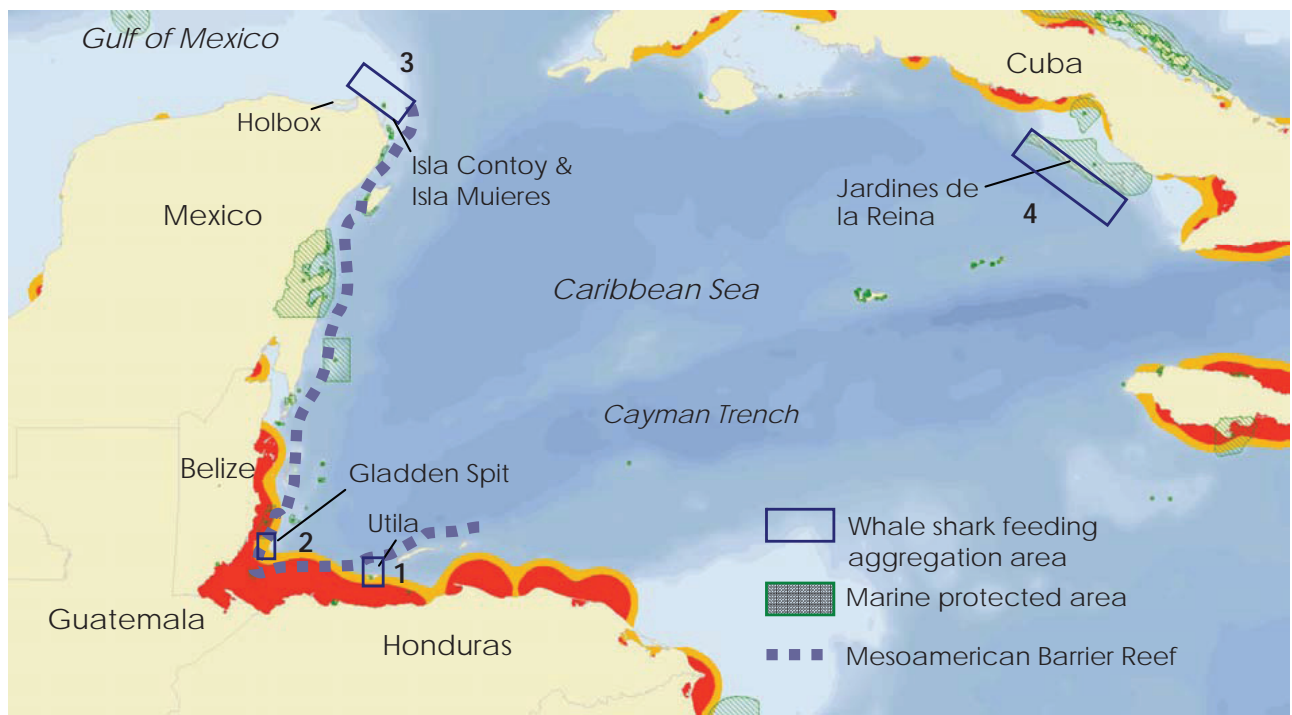 Gulf of Mexico
3
Cuba
Holbox
Isla Contoy &
Isla Muieres
Mexico
Jardines de
la Reina
4
Caribbean Sea
Cayman Trench
Belize
Gladden Spit
Utila
2
1
Guatemala
Honduras
Whale shark feeding
aggregation area
Marine protected area
Mesoamerican Barrier Reef